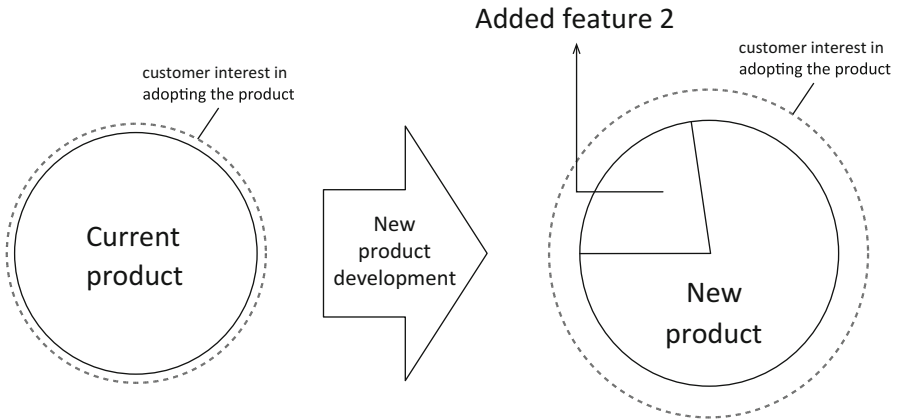 Added feature 2
customer interest in
adopting the product
customer interest in
adopting the product
Current
product
New
product
development
New
product